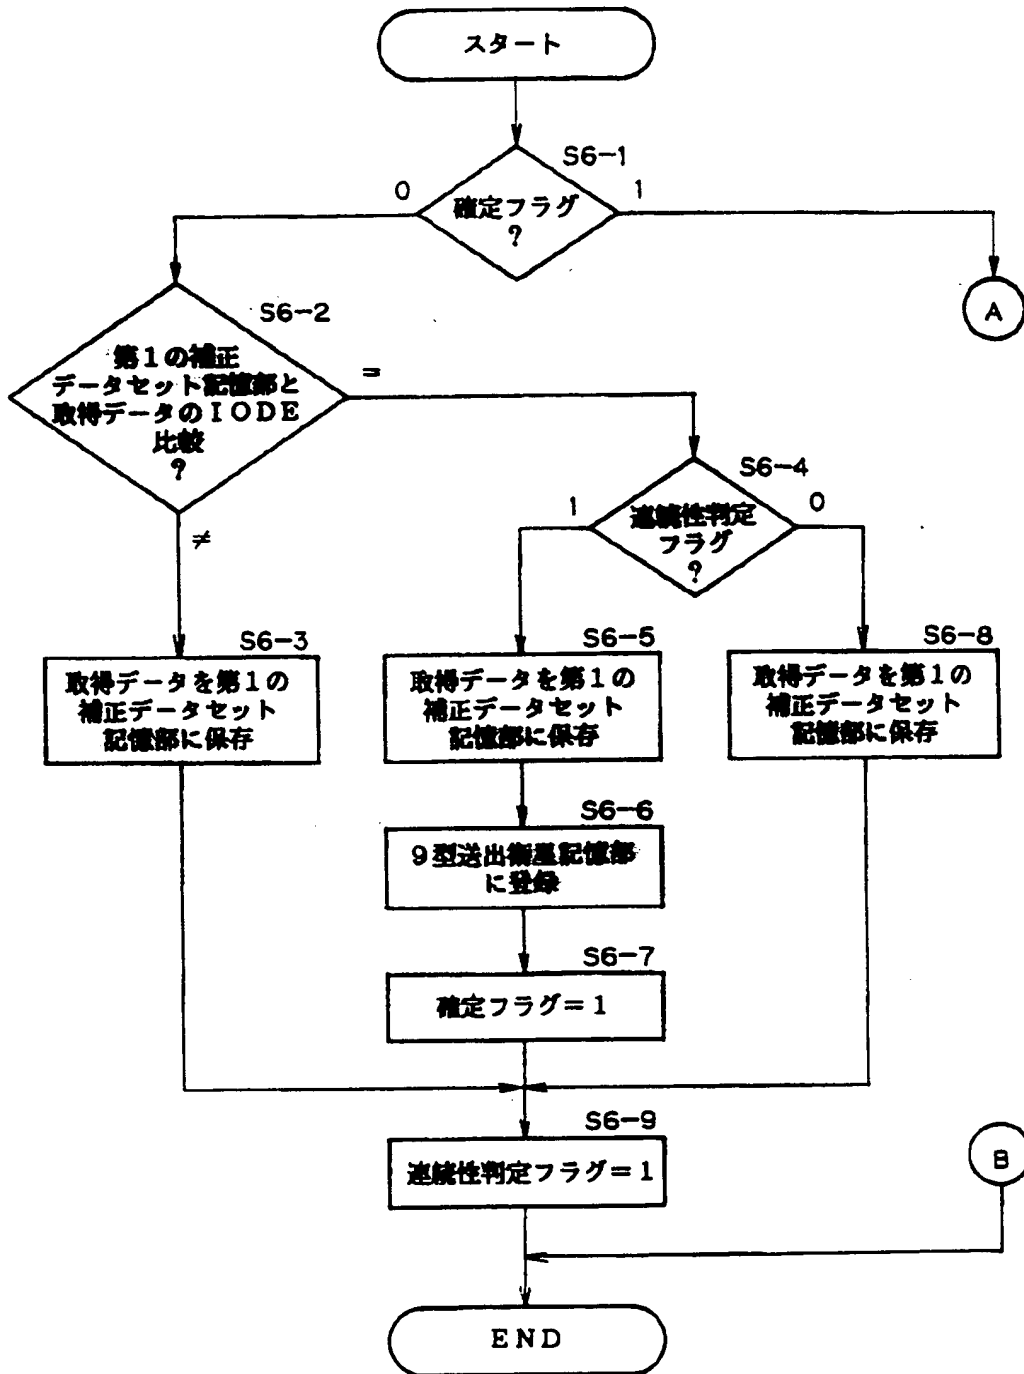 スタート
S6-1
0
確定フラグ
?
1
A
S6-2
第1の補正
データセット記憶部と
取得データのIODE
比較
?
=
≠
S6-4
1
連続性判定
フラグ
?
0
S6-3
取得データを第1の
補正データセット
記憶部に保存
S6-5
取得データを第1の
補正データセット
記憶部に保存
S6-8
取得データを第1の
補正データセット
記憶部に保存
S6-6
9型送出衛星記憶部
に登録
S6-7
確定フラグ=1
S6-9
連続性判定フラグ=1
B
END